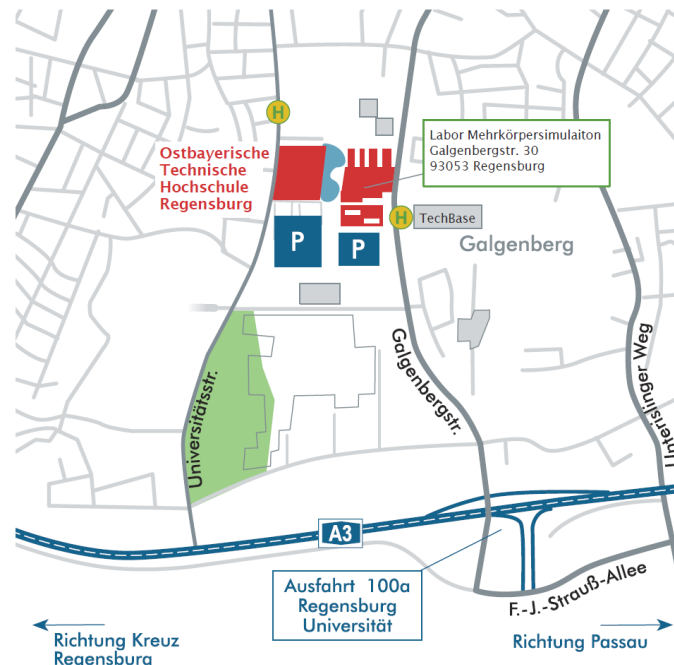 H
Labor Mehrkörpersimulaiton
Galgenbergstr. 30
93053 Regensburg
Ostbayerische
Technische
Hochschule
Regensburg
H
TechBase
P
P
Galgenberg
Universitätsstr.
Galgenbergstr.
Unterislinger Weg
A3
Ausfahrt 100a
Regensburg
Universität
F.-J.-Strauß-Allee
Richtung Kreuz
Regensburg
Richtung Passau